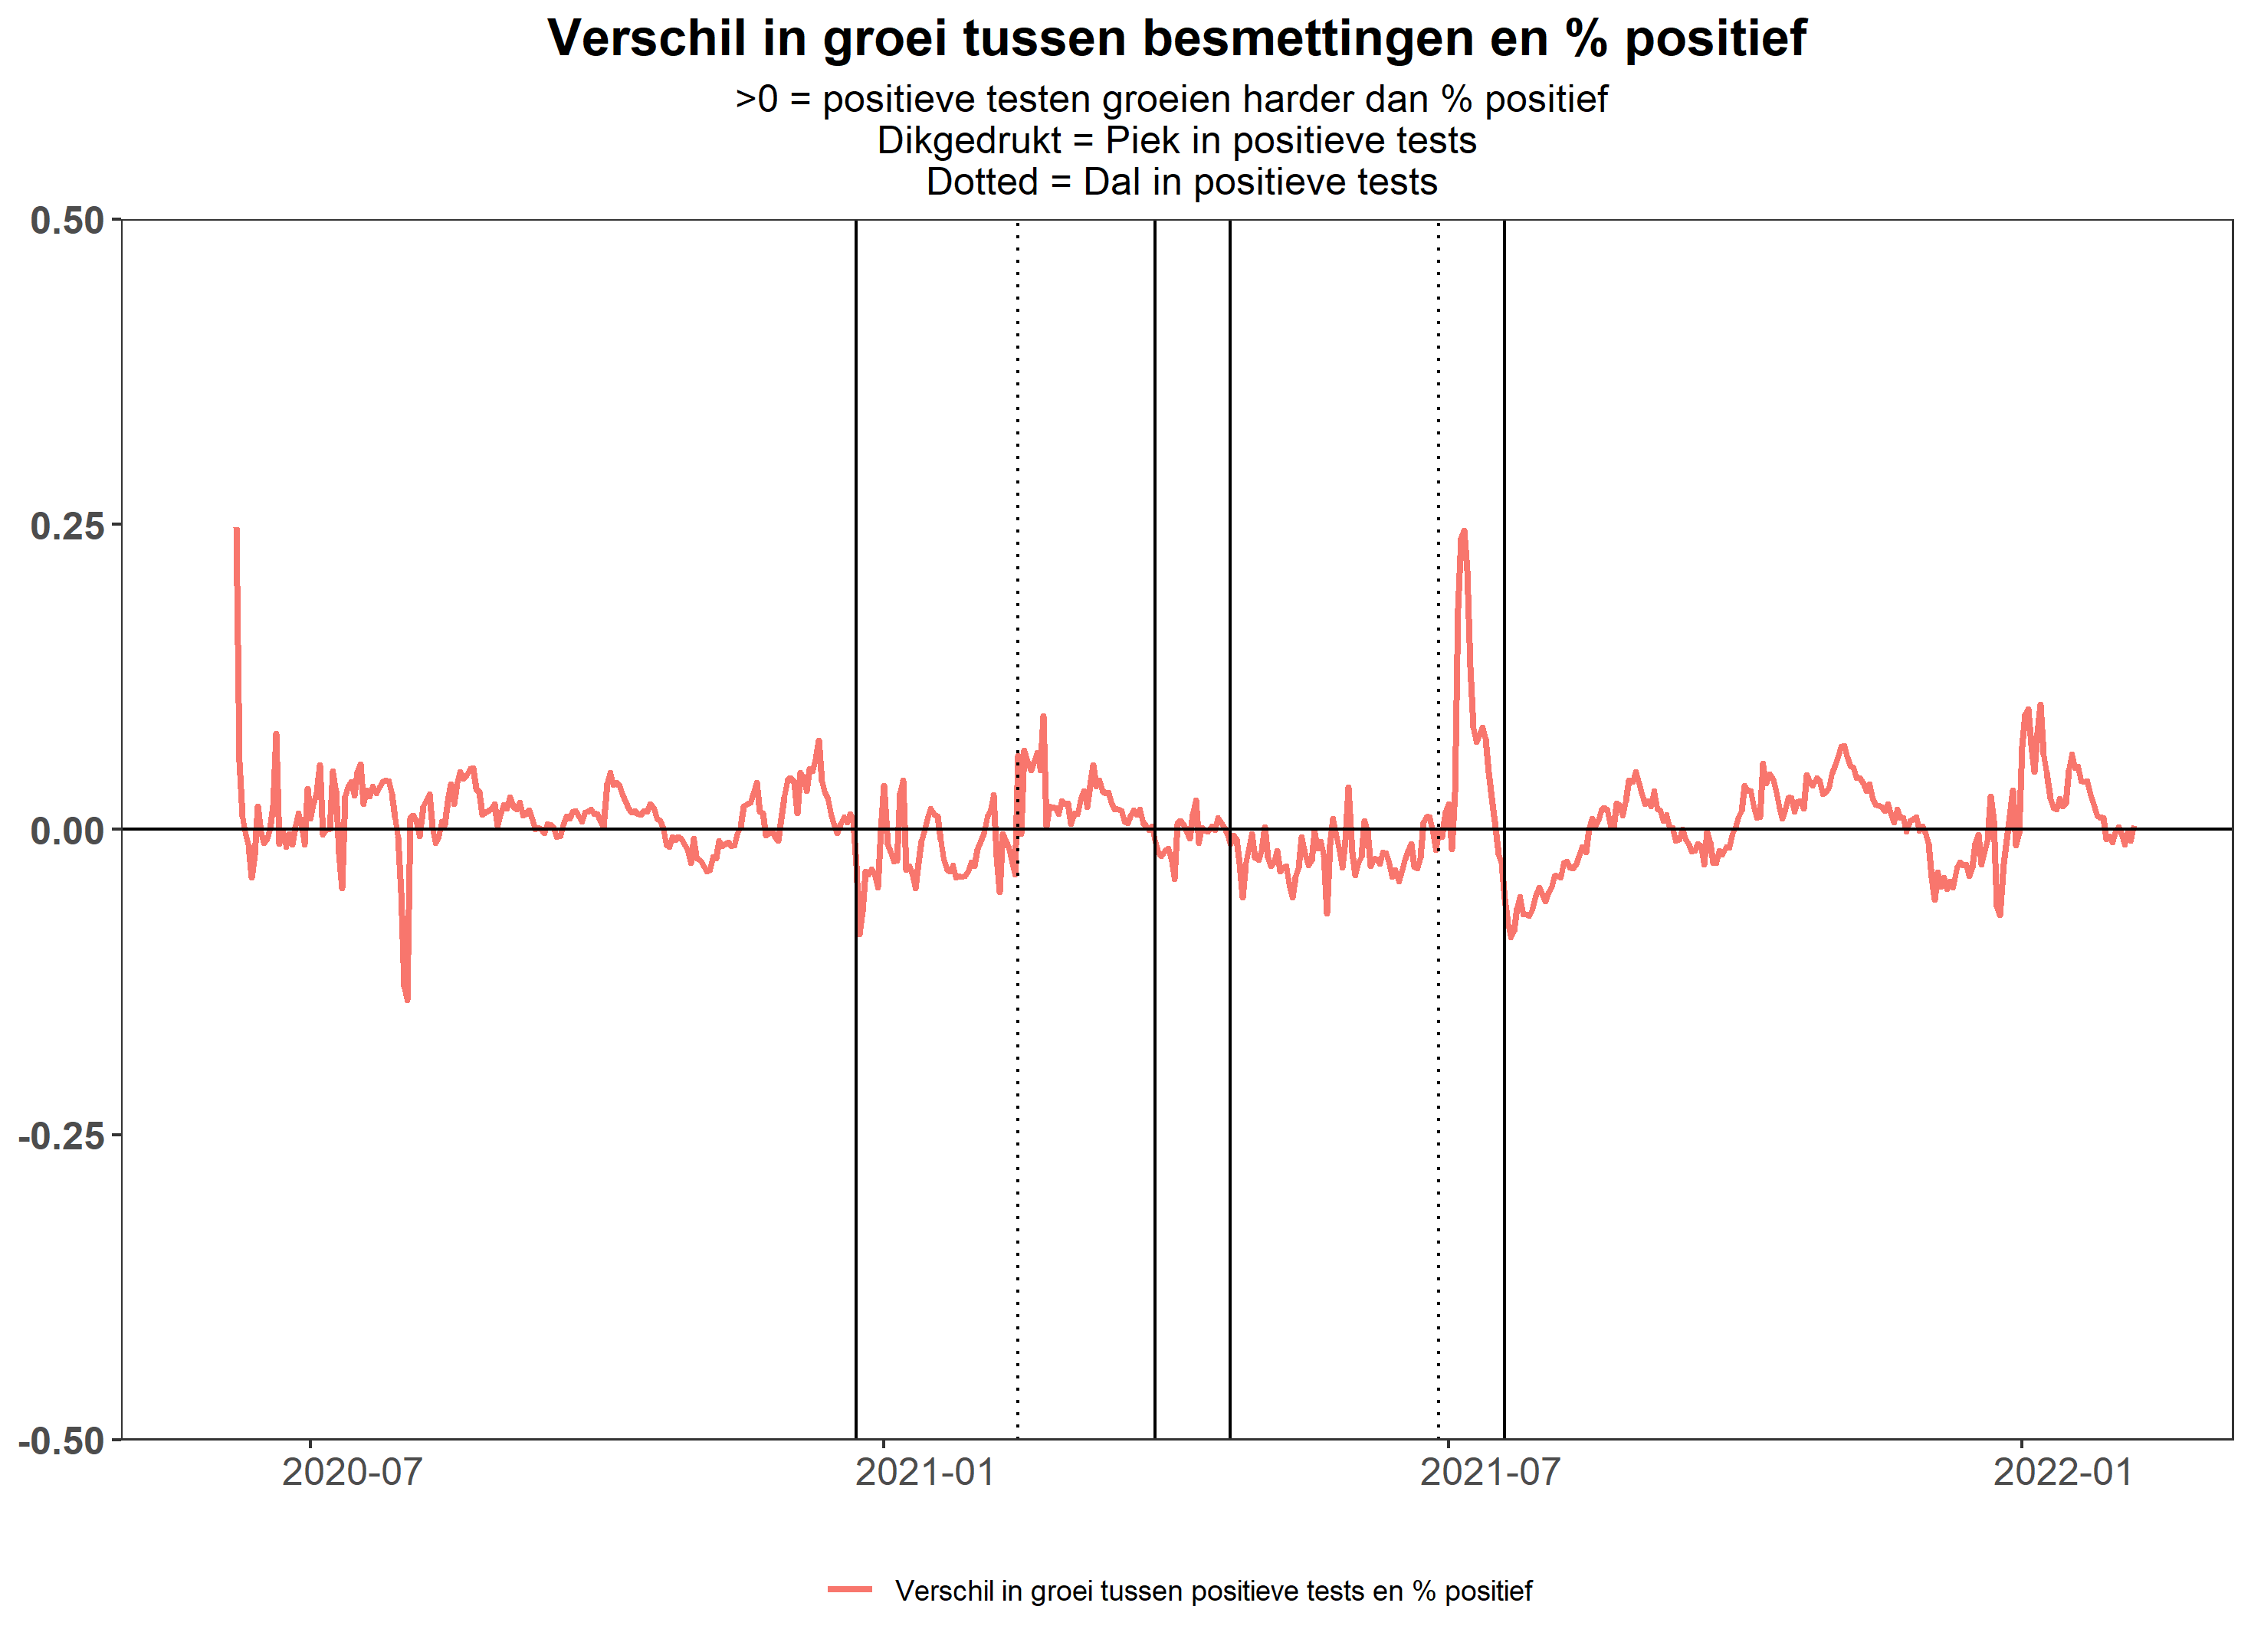 Verschil in groei tussen besmettingen en % positief
>0 = positieve testen groeien harder dan % positief
Dikgedrukt = Piek in positieve tests
Dotted = Dal in positieve tests
0.50
0.25
0.00
-0.25
-0.50
2020-07
2021-01
2021-07
2022-01
Verschil in groei tussen positieve tests en % positief